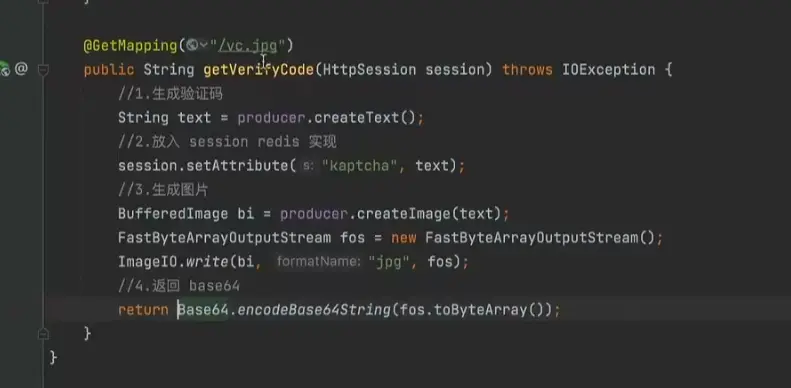 }
@GetMapping("/vc.jpg")
public String getVerifyCode(HttpSession session) throws IOException {
//1.生成验证码
String text = producer.createText();
//2.放入 session redis 实现
session.setAttribute( s: "kaptcha", text);
//3.生成图片
BufferedImage bi = producer.createImage(text);
FastByteArrayOutputStream fos = new FastByteArrayOutputStream();
ImageIO.write(bi, formatName: "jpg", fos);
//4.返回 base64
return Base64.encodeBase64String(fos.toByteArray());
}
}